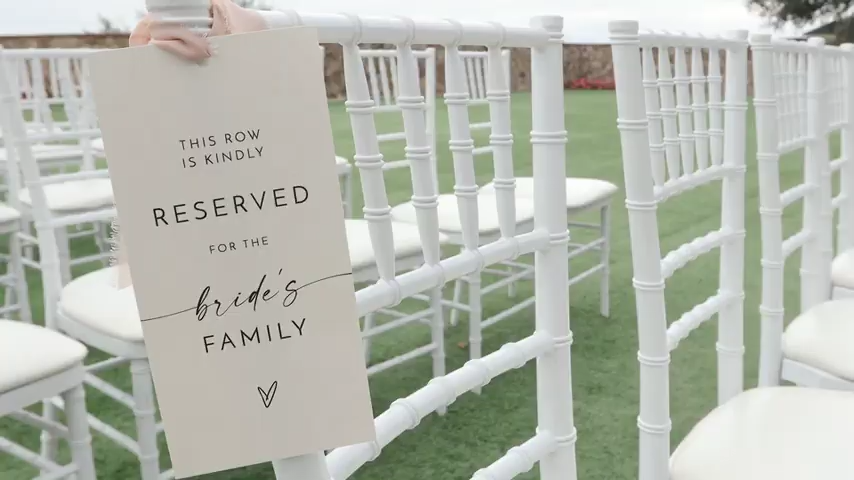 THIS ROW
IS KINDLY
RESERVED
FOR THE
bride's
FAMILY